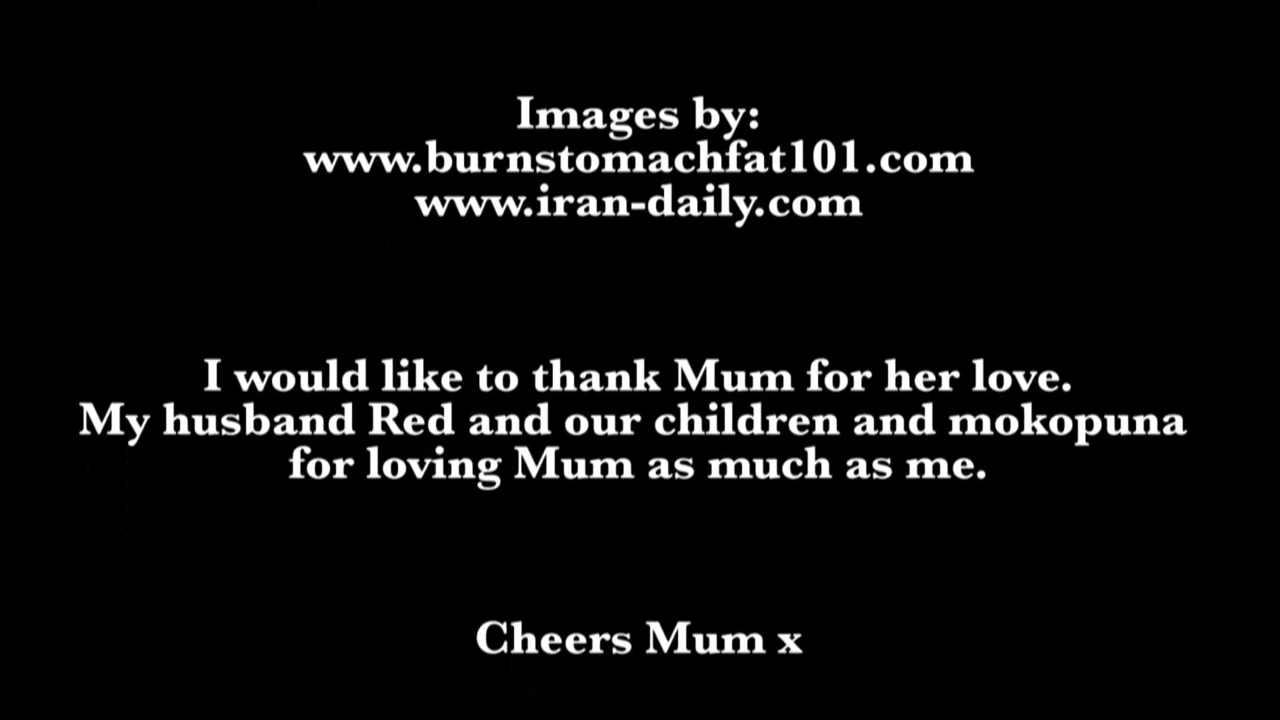 Images by:
www.burnstomachfat101.com
www.iran-daily.com
I would like to thank Mum for her love.
My husband Red and our children and mokopuna
for loving Mum as much as me.
Cheers Mum x